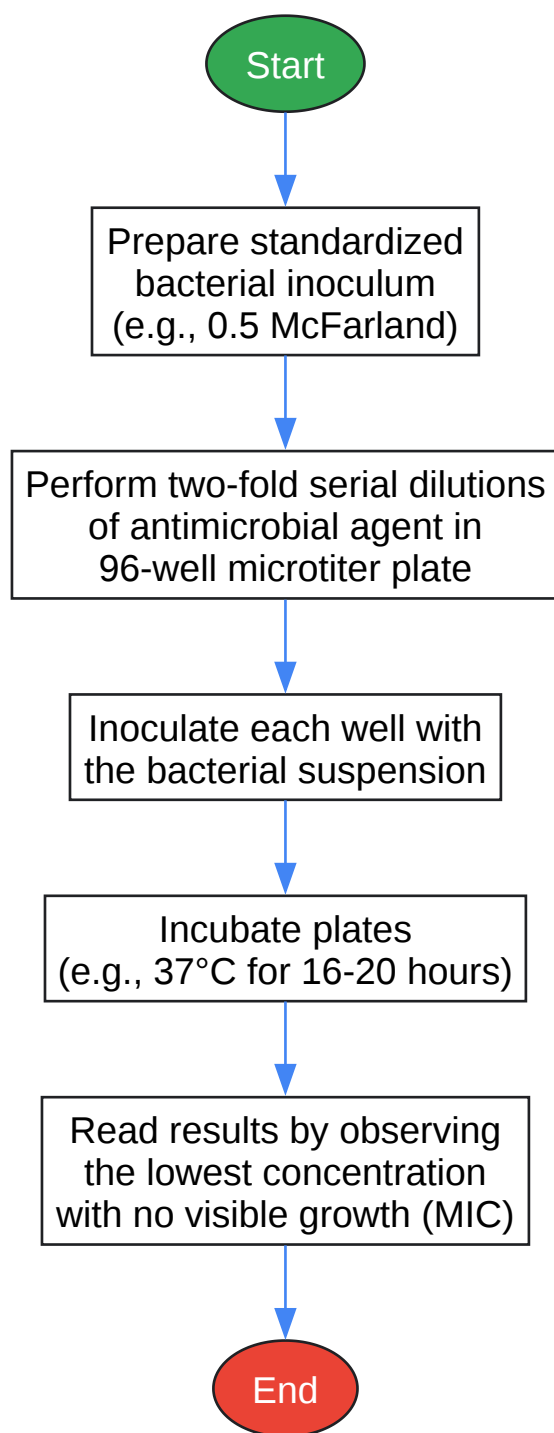 Start
Prepare standardized
bacterial inoculum
(e.g., 0.5 McFarland)
Perform two-fold serial dilutions
of antimicrobial agent in
96-well microtiter plate
Inoculate each well with
the bacterial suspension
Incubate plates
(e.g., 37°C for 16-20 hours)
Read results by observing
the lowest concentration
with no visible growth (MIC)
End